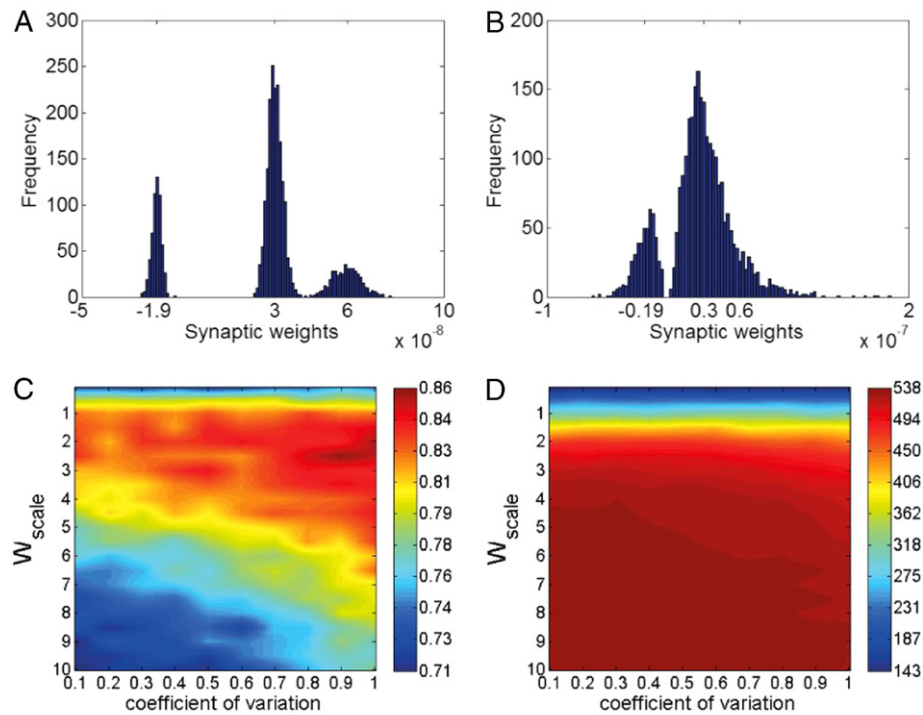 A
300
250
200
150
100
50
0
Frequency
-5 -1.9 3 6 10
Synaptic weights
x 10⁻⁸
B
200
150
100
50
0
Frequency
-1 -0.19 0.3 0.6 2
Synaptic weights
x 10⁻⁷
C
1
2
3
4
5
6
7
8
9
10
W scale
0.1 0.2 0.3 0.4 0.5 0.6 0.7 0.8 0.9 1
coefficient of variation
0.86
0.84
0.83
0.81
0.79
0.78
0.76
0.74
0.73
0.71
D
1
2
3
4
5
6
7
8
9
10
W scale
0.1 0.2 0.3 0.4 0.5 0.6 0.7 0.8 0.9 1
coefficient of variation
538
494
450
406
362
318
275
231
187
143